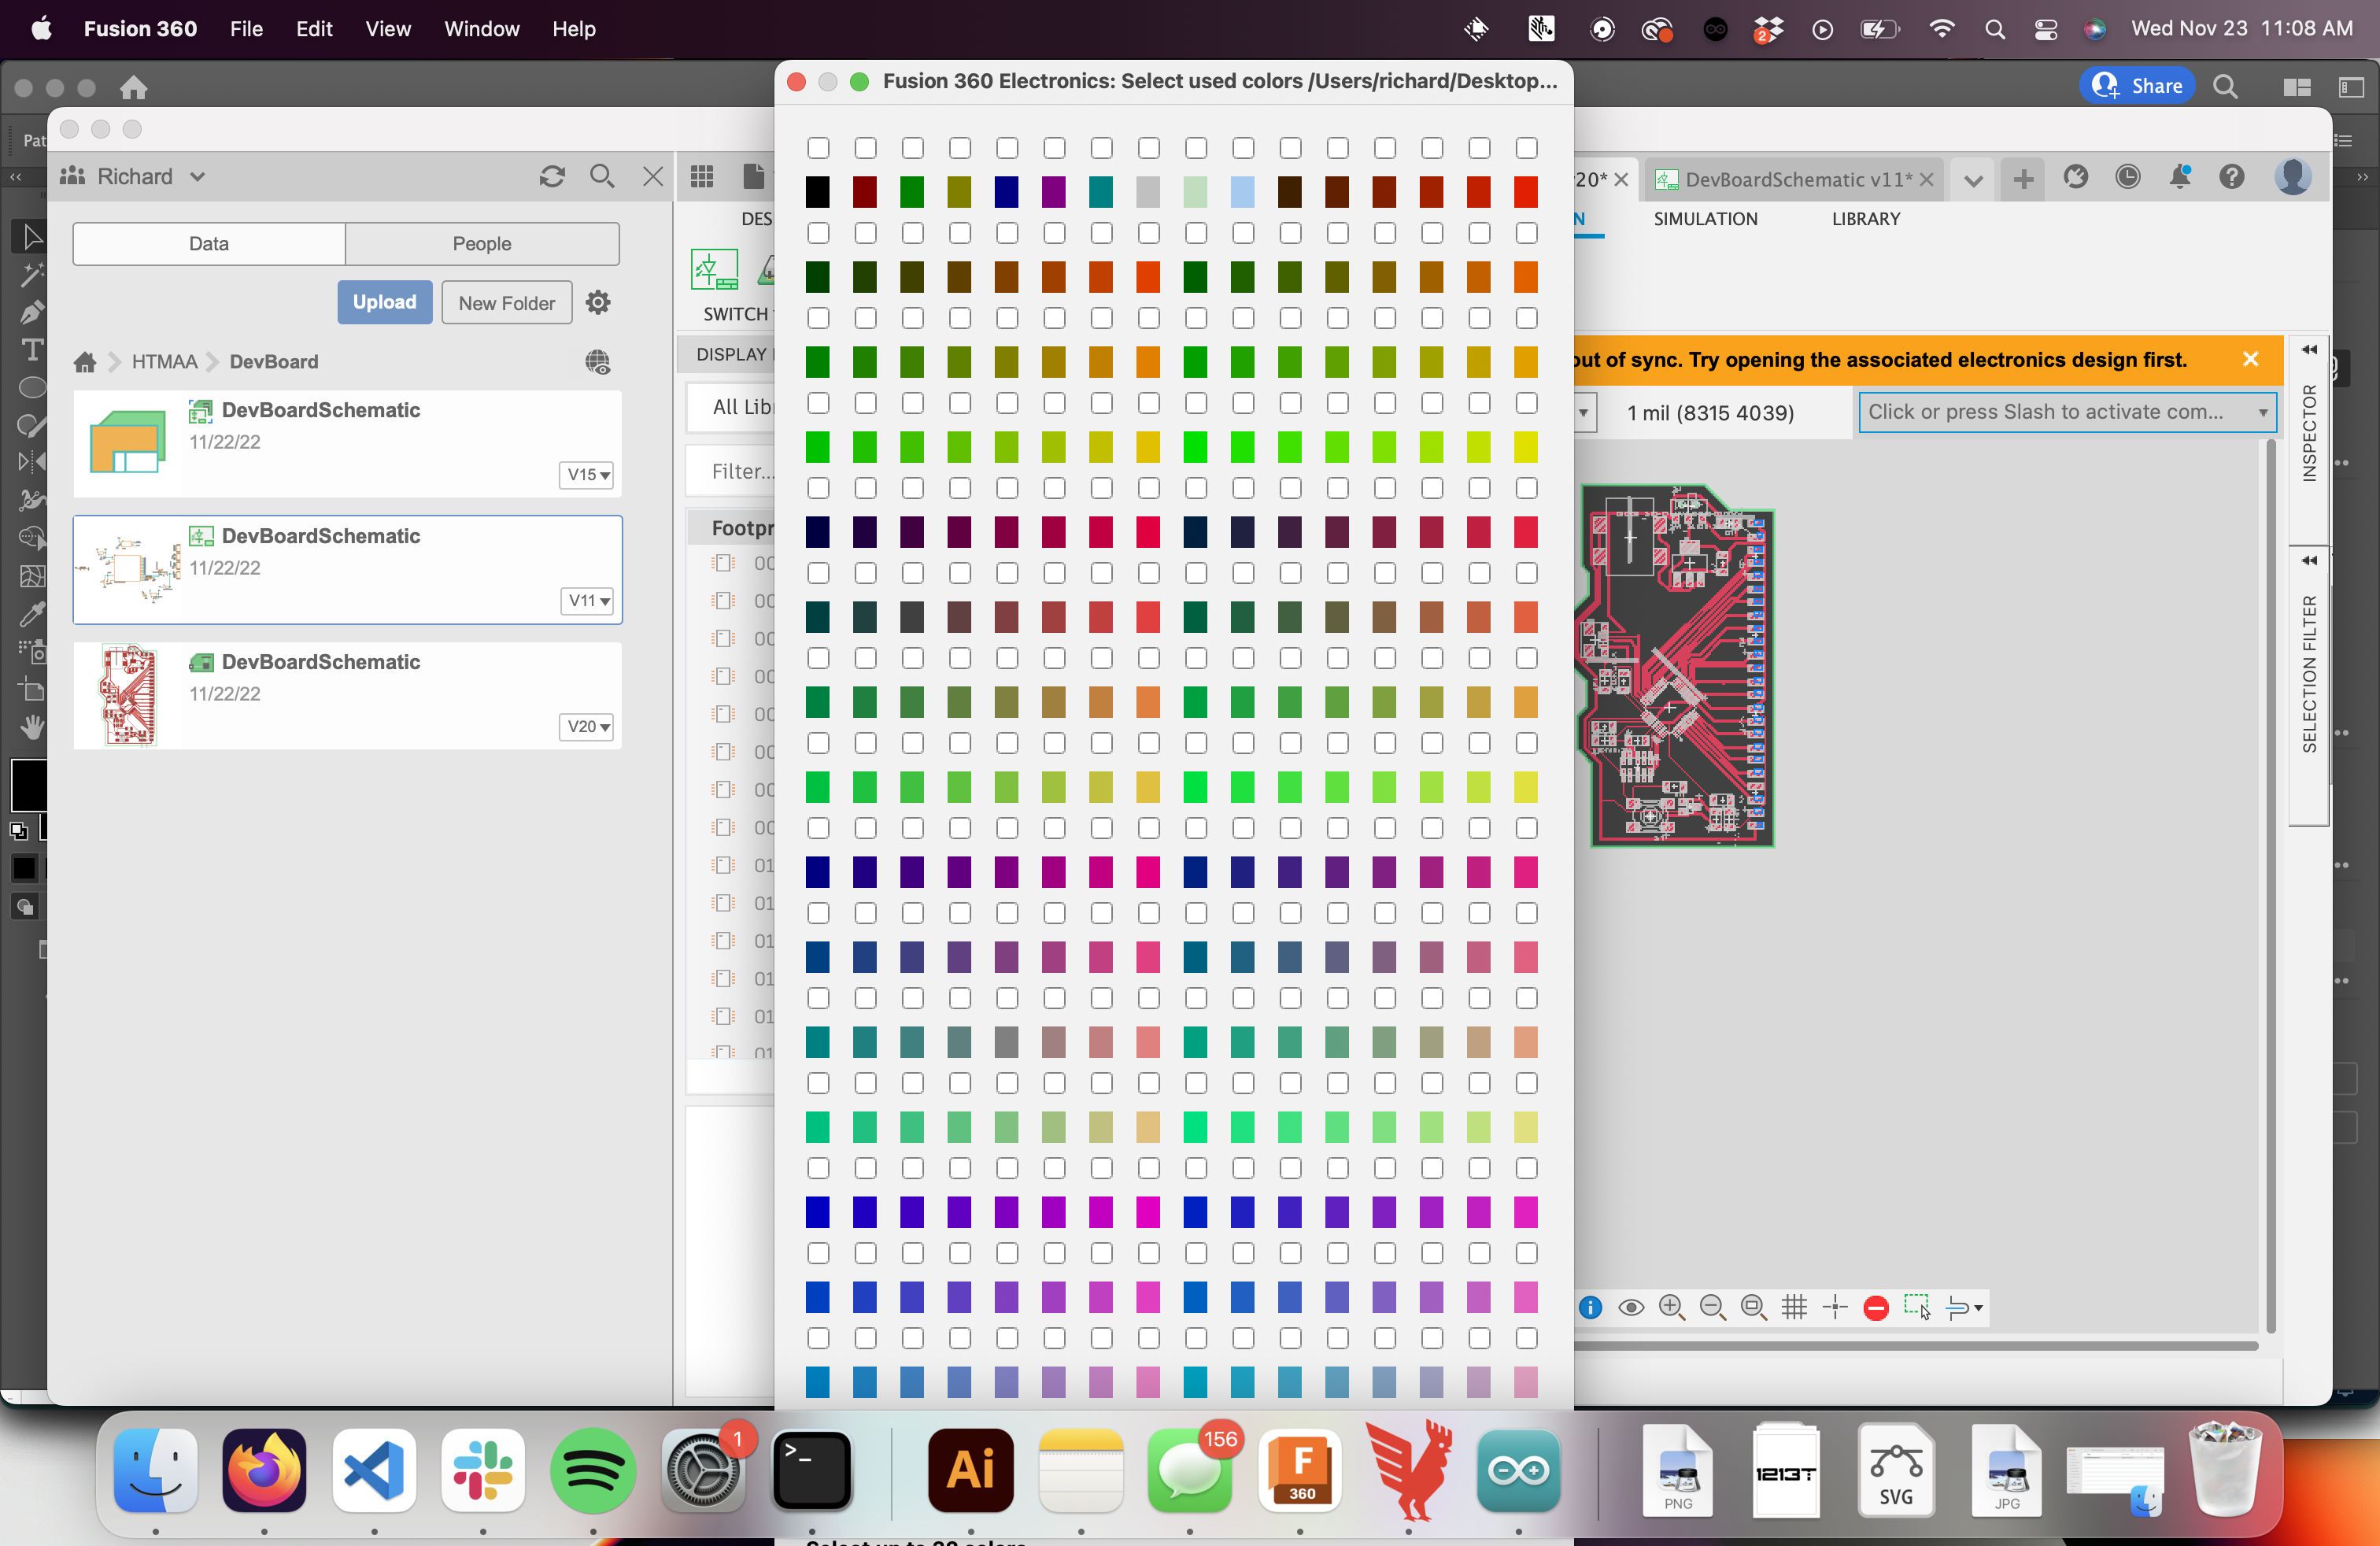 Fusion 360 File Edit View Window Help
2
Wed Nov 23 11:08 AM
Fusion 360 Electronics: Select used colors /Users/richard/Desktop...
Share
Pat
Richard
20*
DevBoardSchematic v11*
Data
People
DES
N
SIMULATION
LIBRARY
Upload
New Folder
SWITCH
HTMAA
DevBoard
DISPLAY
out of sync. Try opening the associated electronics design first.
DevBoardSchematic
11/22/22
V15
All Lib
1 mil (8315 4039)
Click or press Slash to activate com...
INSPECTOR
Filter...
DevBoardSchematic
11/22/22
V11
Footpr
00
00
00
00
00
00
00
00
01
01
01
01
01
01
SELECTION FILTER
DevBoardSchematic
11/22/22
V20
1
156
>_
Ai
F
360
PNG
1213T
SVG
JPG